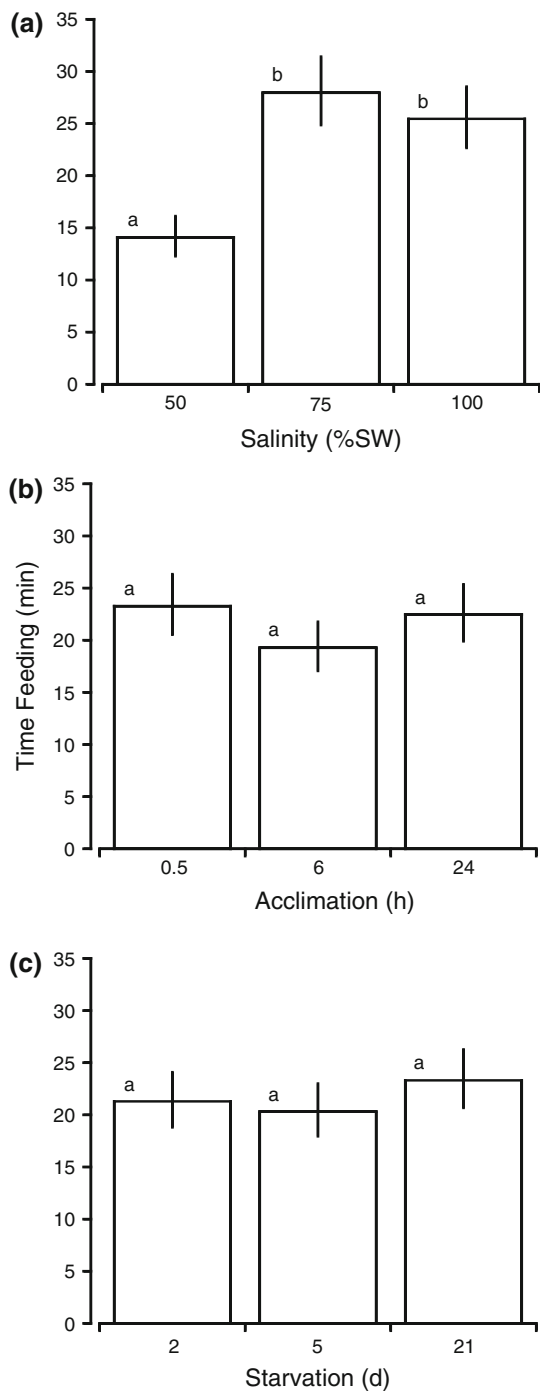 (a)
35
30
25
20
15
10
5
0
a
b
b
50 75 100
Salinity (%SW)
(b)
Time Feeding (min)
35
30
25
20
15
10
5
0
a
a
a
0.5 6 24
Acclimation (h)
(c)
35
30
25
20
15
10
5
0
a
a
a
2 5 21
Starvation (d)